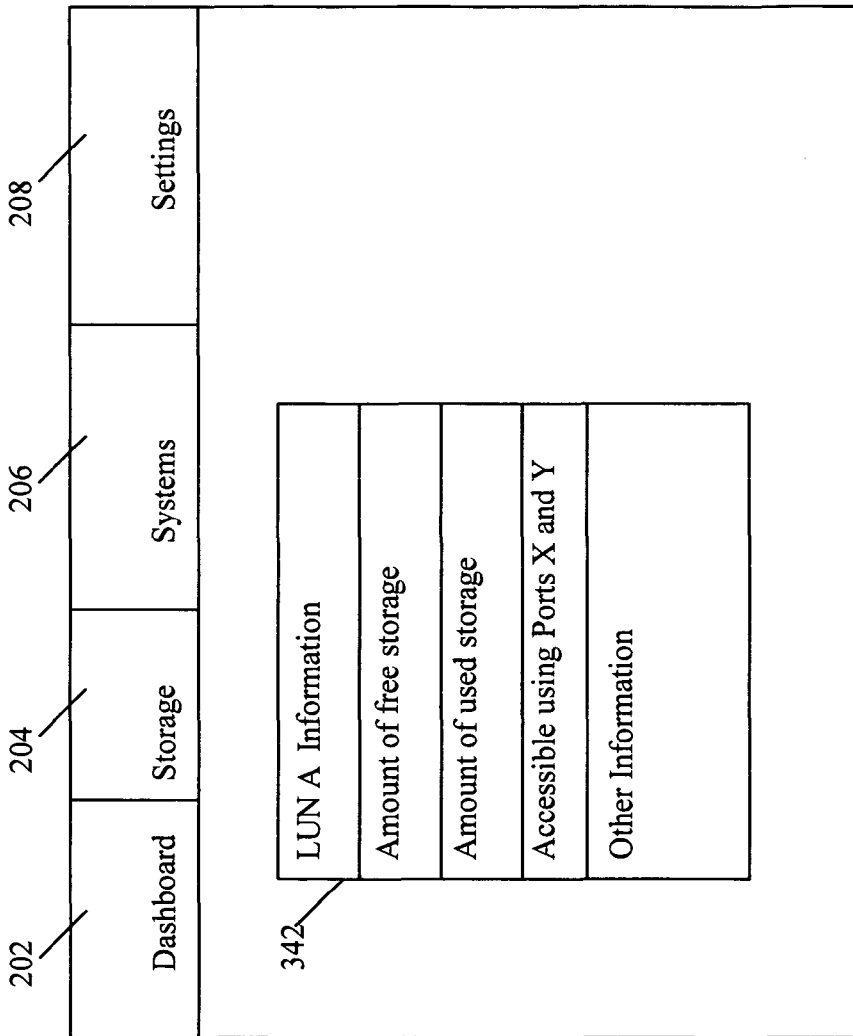 202
204
206
208
Dashboard
Storage
Systems
Settings
342
LUN A Information
Amount of free storage
Amount of used storage
Accessible using Ports X and Y
Other Information